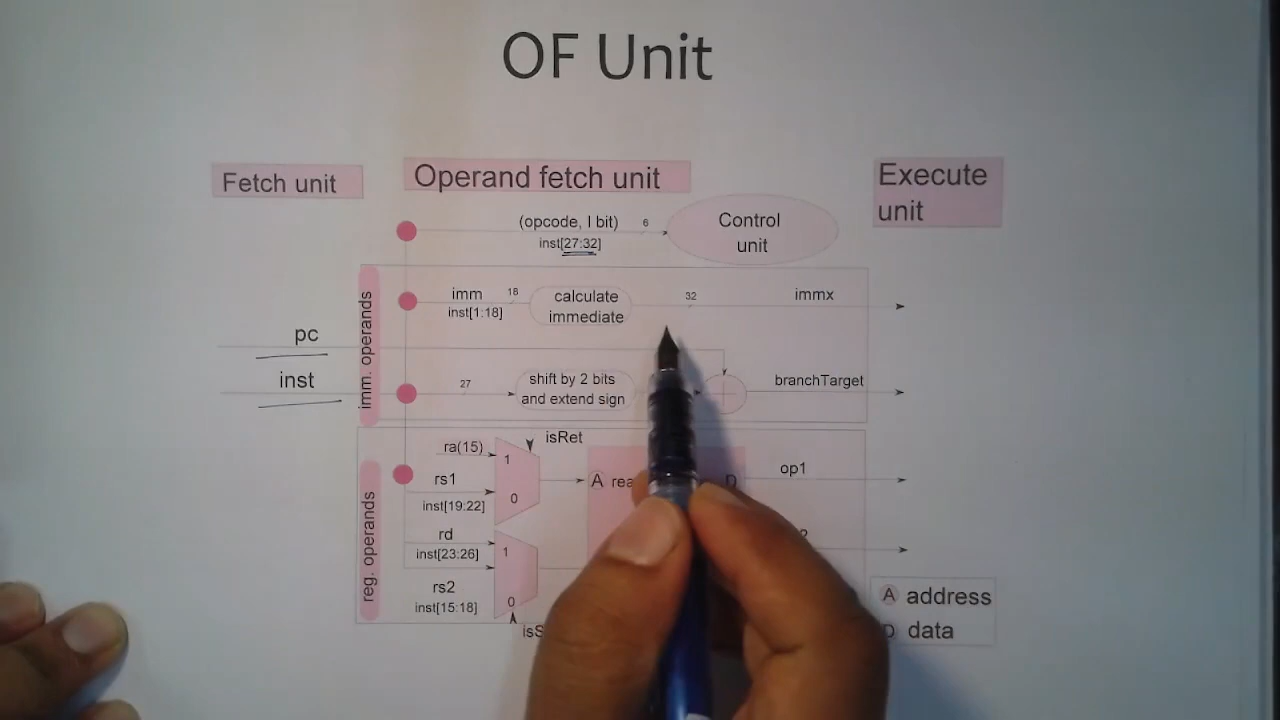 OF Unit
Fetch unit
Operand fetch unit
Execute
unit
(opcode, I bit)
6
inst[27:32]
Control
unit
imm. operands
imm
18
inst[1:18]
calculate
immediate
32
immx
pc
inst
27
shift by 2 bits
and extend sign
branchTarget
reg. operands
ra(15)
1
isRet
rs1
0
inst[19:22]
A
D
op1
rd
inst[23:26]
1
rs2
0
inst[15:18]
A address
D data